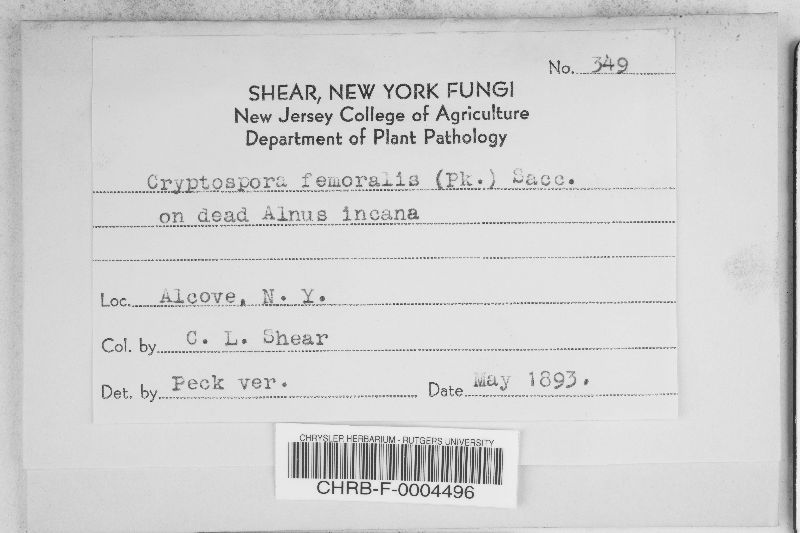 No. 349
SHEAR, NEW YORK FUNGI
New Jersey College of Agriculture
Department of Plant Pathology
Cryptospora femoralis (Pk.) Sacc.
on dead Alnus incana
Loc. Alcove, N. Y.
Col. by C. L. Shear
Det. by Peck ver. Date May 1893.
CHRYSLER HERBARIUM - RUTGERS UNIVERSITY
CHRB-F-0004496